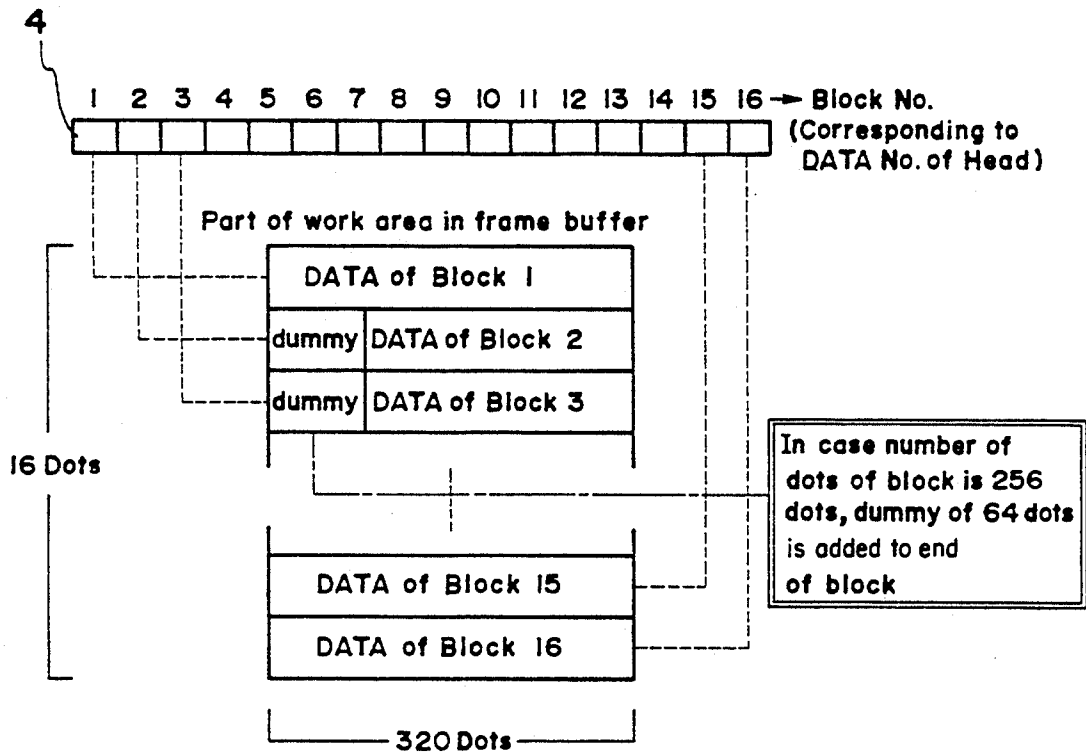 4
1 2 3 4 5 6 7 8 9 10 11 12 13 14 15 16 → Block No.
(Corresponding to
DATA No. of Head)
Part of work area in frame buffer
DATA of Block 1
dummy DATA of Block 2
dummy DATA of Block 3
16 Dots
In case number of
dots of block is 256
dots, dummy of 64 dots
is added to end
of block
DATA of Block 15
DATA of Block 16
320 Dots